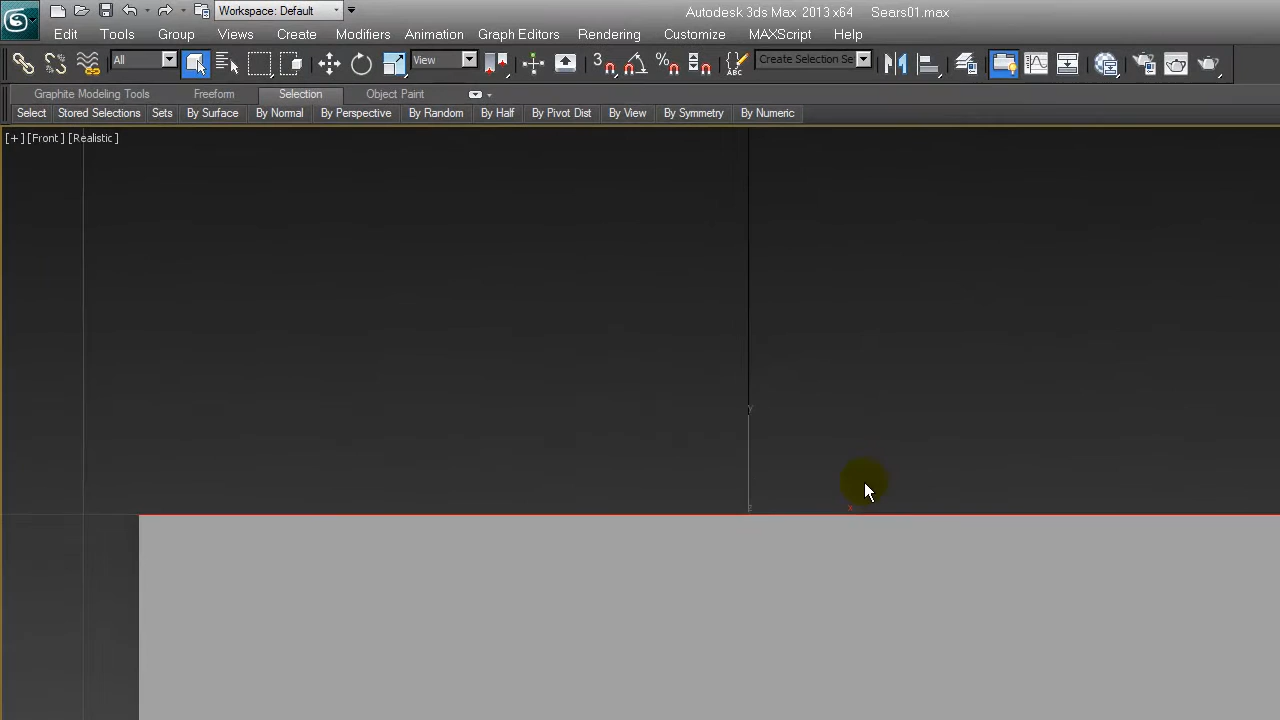 Workspace: Default
Autodesk 3ds Max 2013 x64 Sears01.max
Edit Tools Group Views Create Modifiers Animation Graph Editors Rendering Customize MAXScript Help
All View 3 % ABC Create Selection Se
Graphite Modeling Tools Freeform Selection Object Paint
Select Stored Selections Sets By Surface By Normal By Perspective By Random By Half By Pivot Dist By View By Symmetry By Numeric
[+] [Front ] [Realistic ]
Y
z x